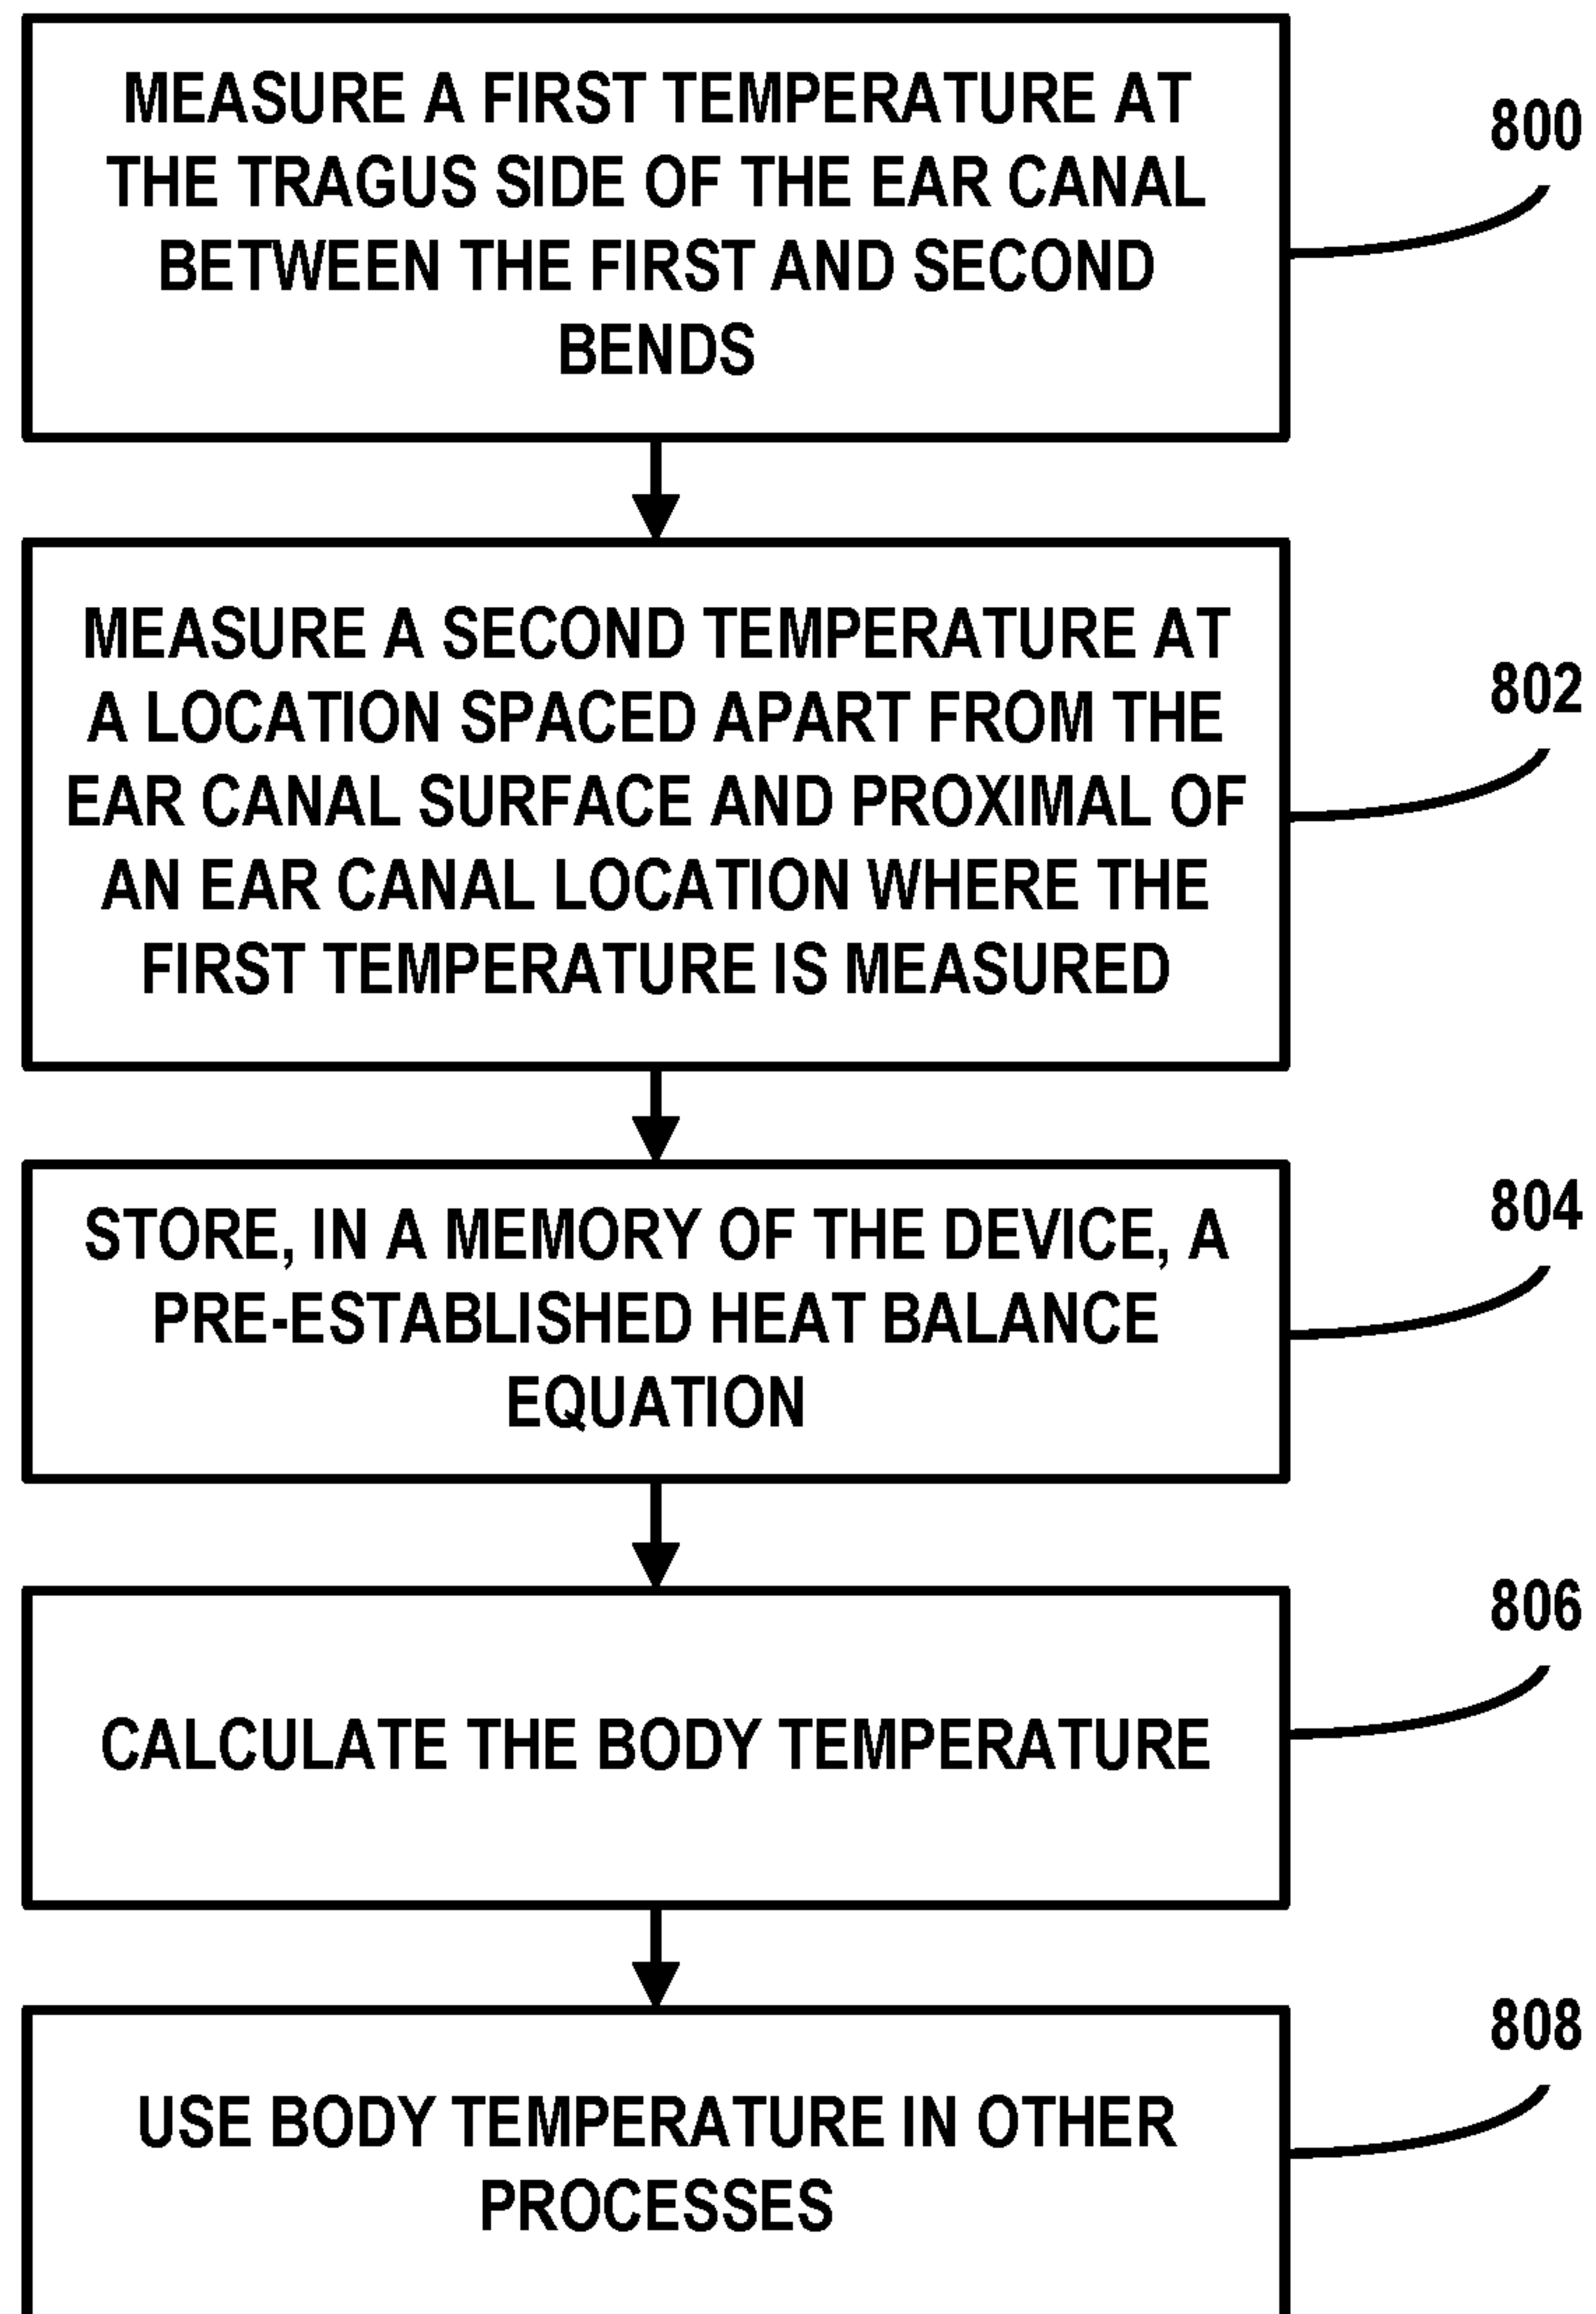 MEASURE A FIRST TEMPERATURE AT
THE TRAGUS SIDE OF THE EAR CANAL
BETWEEN THE FIRST AND SECOND
BENDS
800
MEASURE A SECOND TEMPERATURE AT
A LOCATION SPACED APART FROM THE
EAR CANAL SURFACE AND PROXIMAL OF
AN EAR CANAL LOCATION WHERE THE
FIRST TEMPERATURE IS MEASURED
802
STORE, IN A MEMORY OF THE DEVICE, A
PRE-ESTABLISHED HEAT BALANCE
EQUATION
804
CALCULATE THE BODY TEMPERATURE
806
USE BODY TEMPERATURE IN OTHER
PROCESSES
808